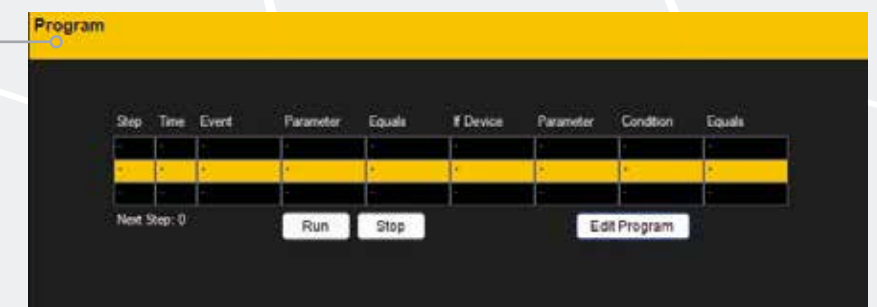 Program
Step Time Event Parameter Equals If Device Parameter Condition Equals
- - - - - - - - -
- - - - - - - - -
- - - - - - - - -
Next Step: 0 Run Stop Edit Program